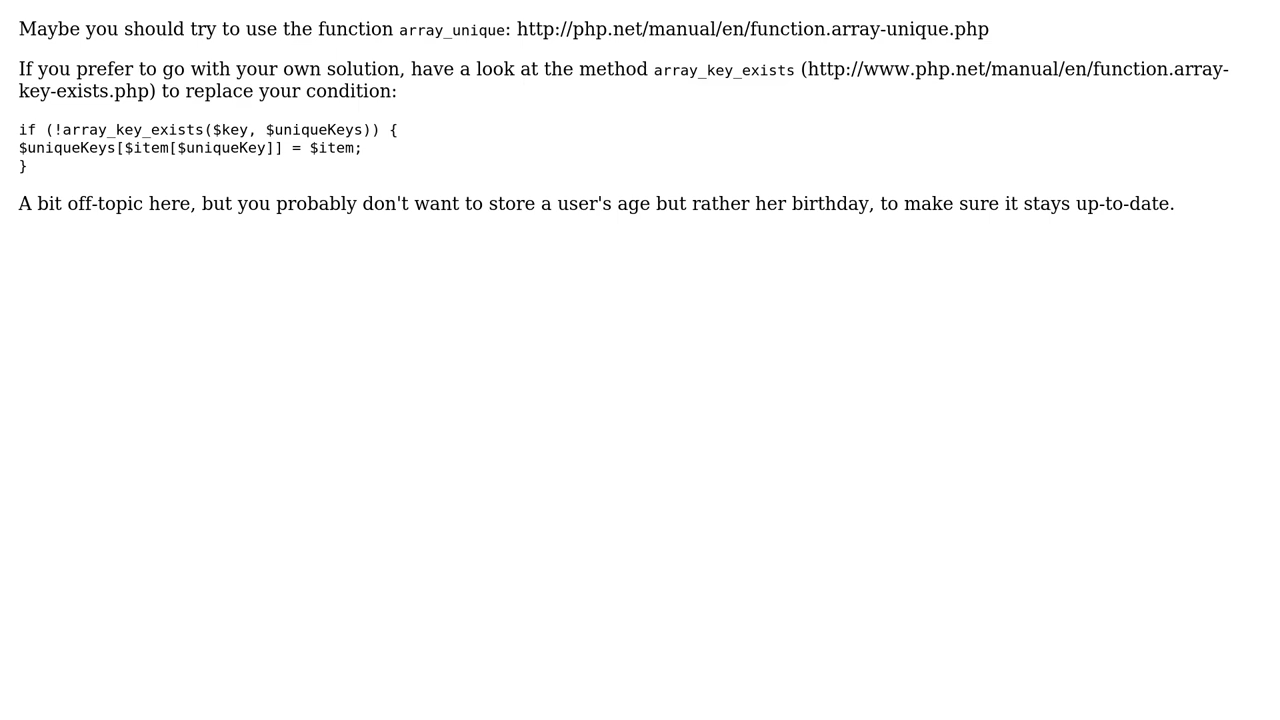 Maybe you should try to use the function array_unique: http://php.net/manual/en/function.array-unique.php
If you prefer to go with your own solution, have a look at the method array_key_exists (http://www.php.net/manual/en/function.array-
key-exists.php) to replace your condition:
if (!array_key_exists($key, $uniqueKeys)) {
$uniqueKeys[$item[$uniqueKey]] = $item;
}
A bit off-topic here, but you probably don't want to store a user's age but rather her birthday, to make sure it stays up-to-date.